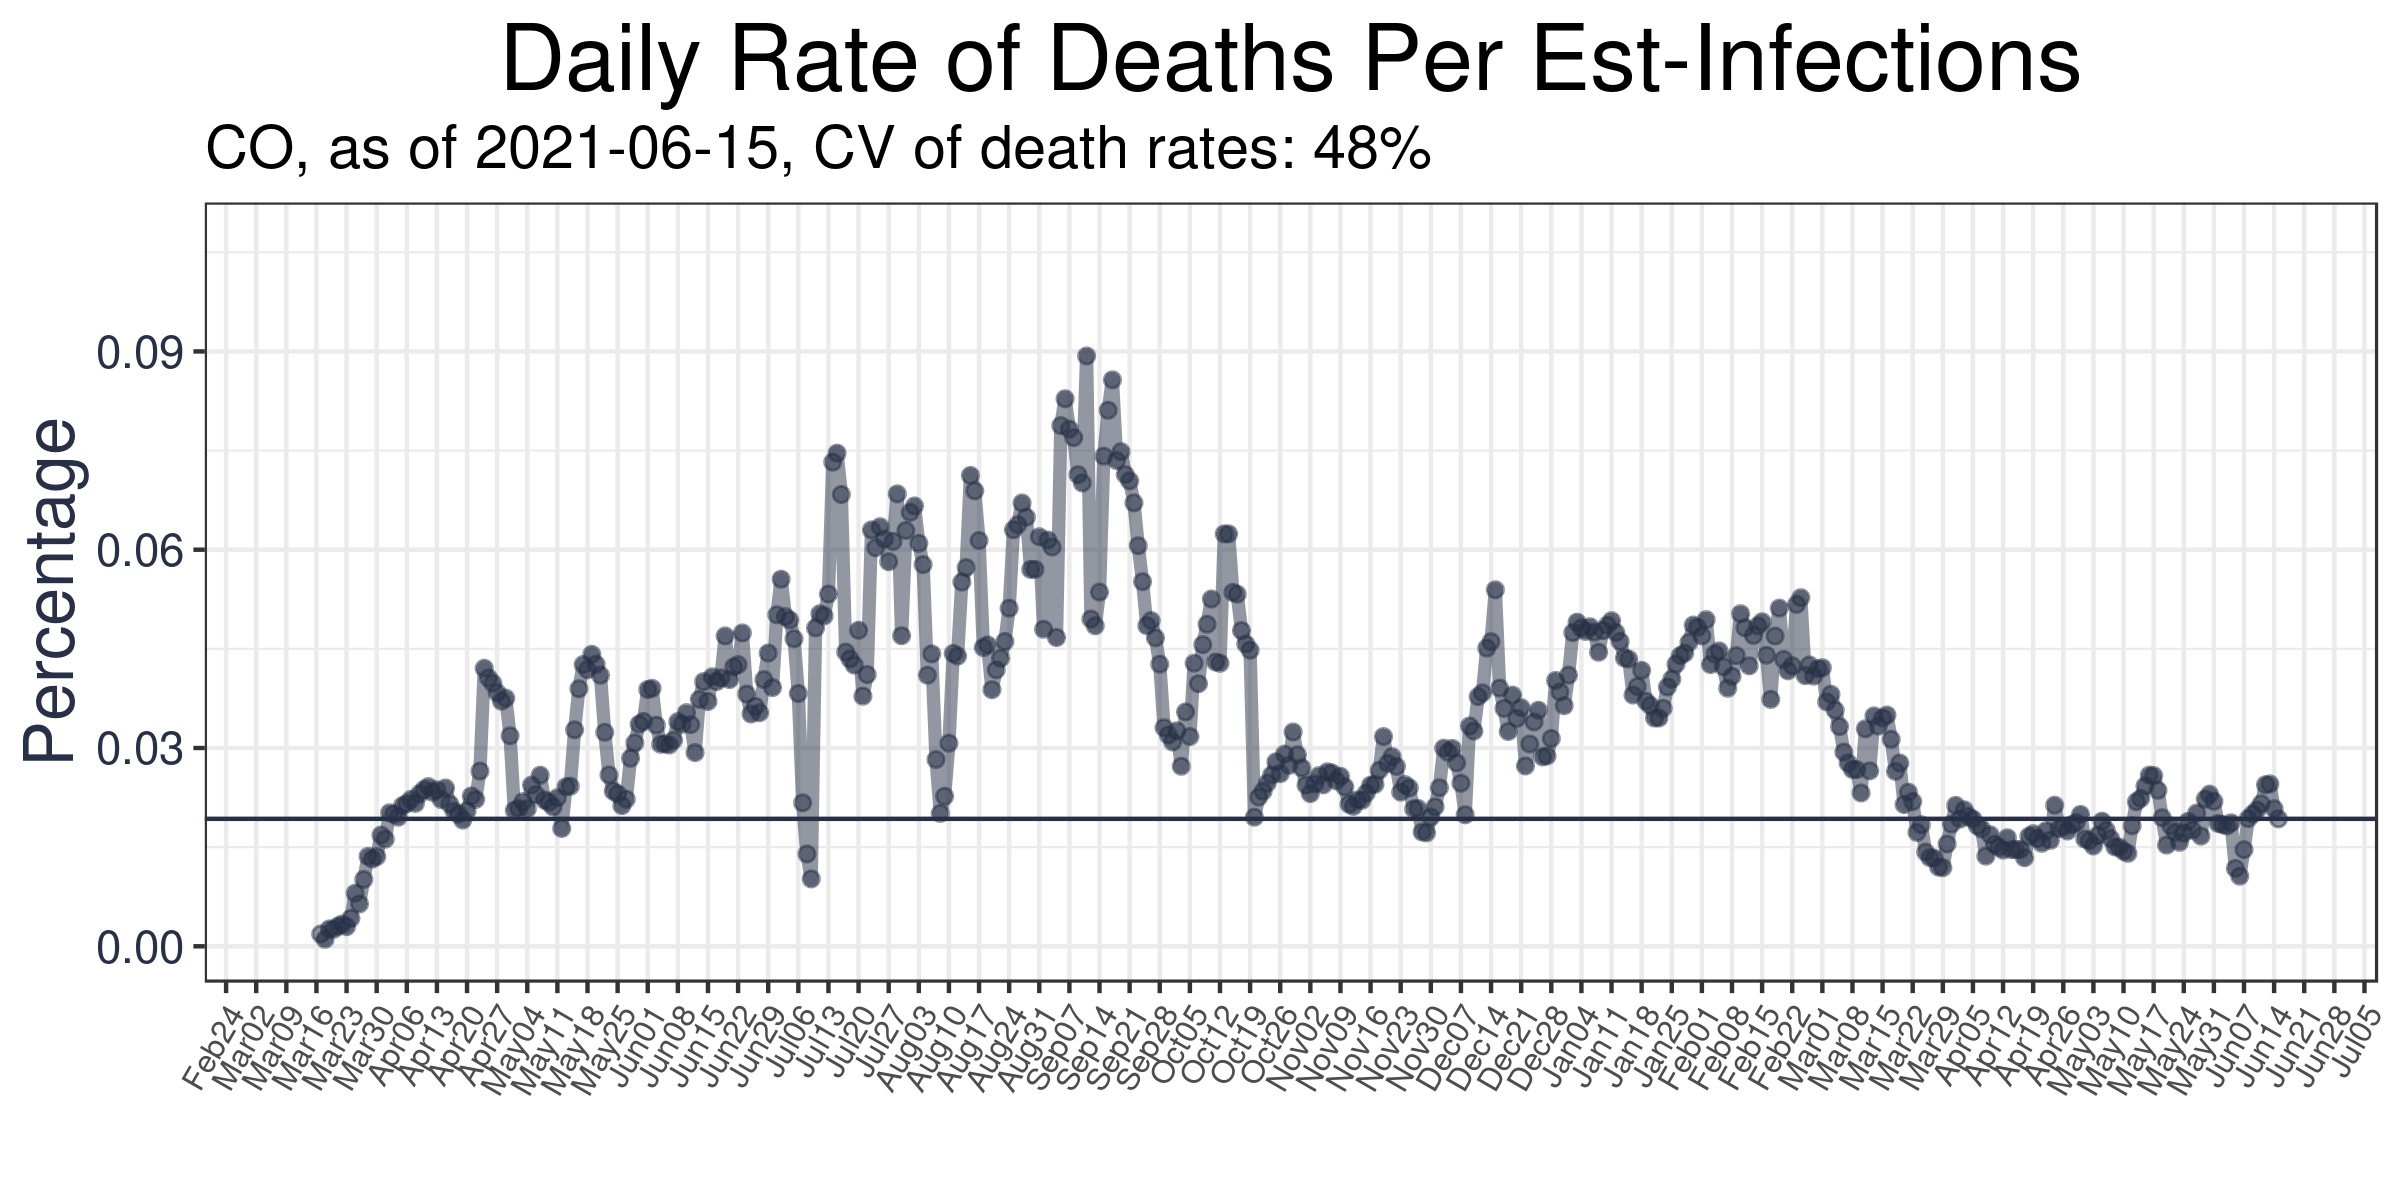 Daily Rate of Deaths Per Est-Infections
CO, as of 2021-06-15, CV of death rates: 48%
Percentage
0.09
0.06
0.03
0.00
Feb24
Mar02
Mar09
Mar16
Mar23
Mar30
Apr06
Apr13
Apr20
Apr27
May04
May11
May18
May25
Jun01
Jun08
Jun15
Jun22
Jun29
Jul06
Jul13
Jul20
Jul27
Aug03
Aug10
Aug17
Aug24
Aug31
Sep07
Sep14
Sep21
Sep28
Oct05
Oct12
Oct19
Oct26
Nov02
Nov09
Nov16
Nov23
Nov30
Dec07
Dec14
Dec21
Dec28
Jan04
Jan11
Jan18
Jan25
Feb01
Feb08
Feb15
Feb22
Mar01
Mar08
Mar15
Mar22
Mar29
Apr05
Apr12
Apr19
Apr26
May03
May10
May17
May24
May31
Jun07
Jun14
Jun21
Jun28
Jul05